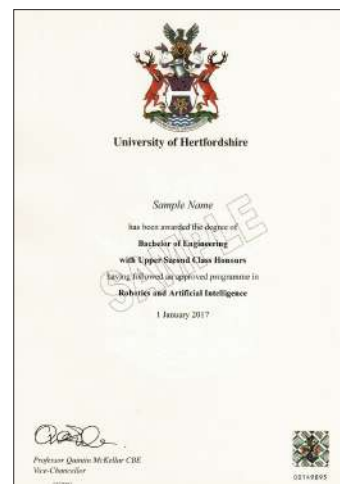 University of Hertfordshire
Sample Name
has been awarded the degree of
Bachelor of Engineering
with Upper Second Class Honours
having followed an approved programme in
Robotics and Artificial Intelligence
1 January 2017
SAMPLE
Professor Quintin McKellar CBE
Vice-Chancellor
00149895